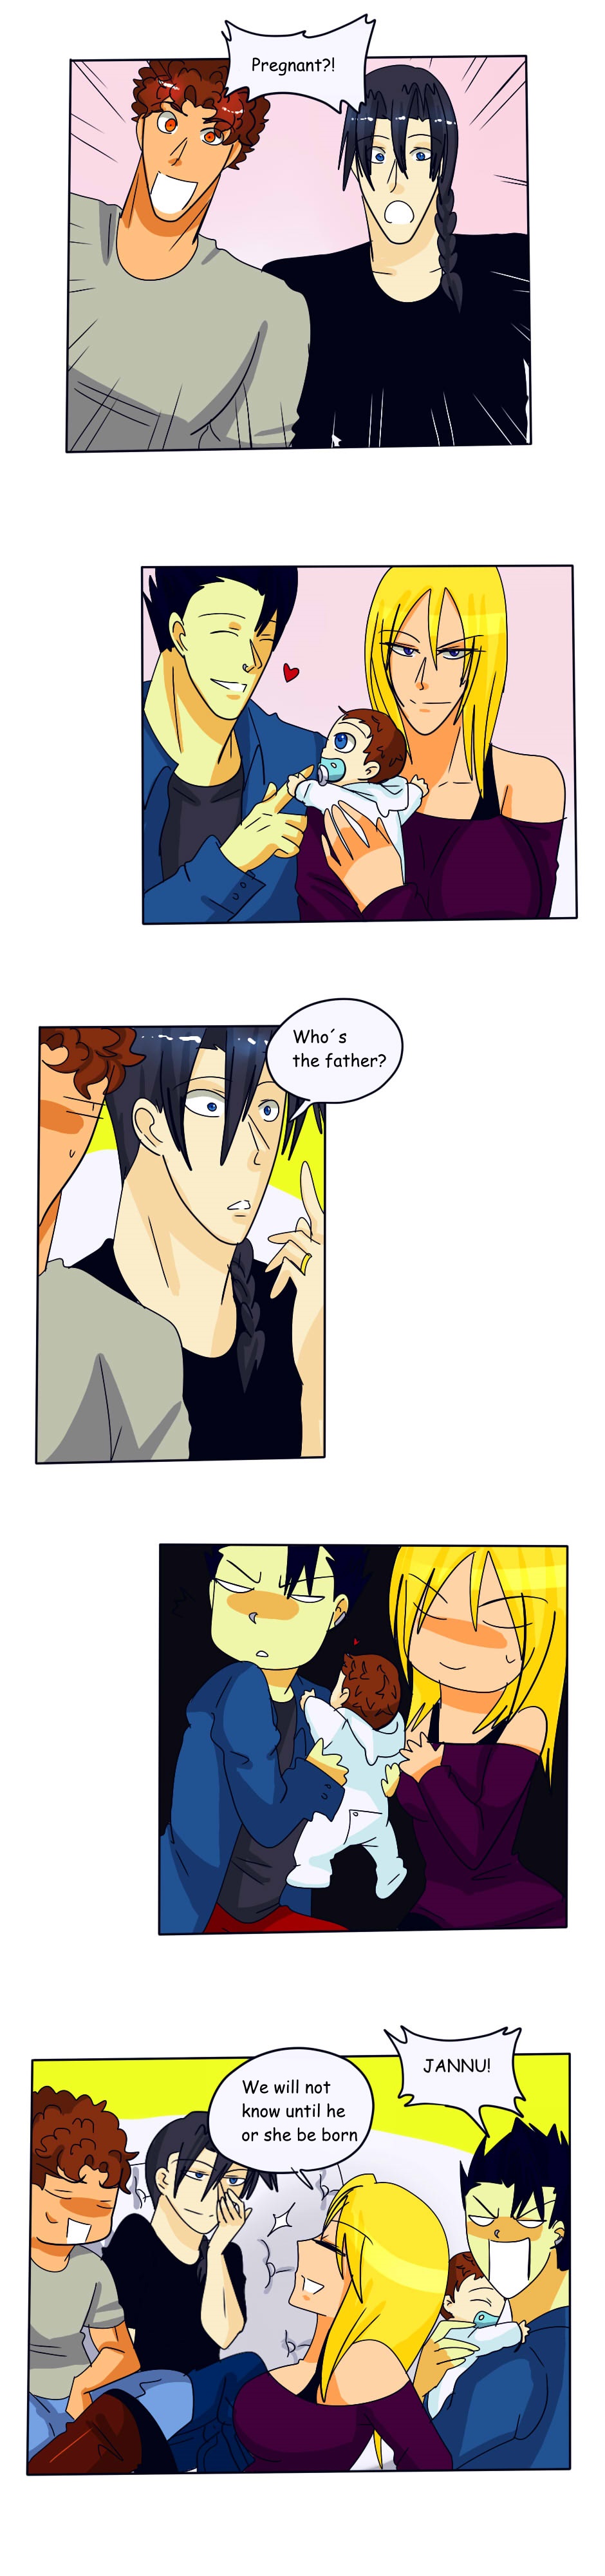 Pregnant?!
Who´s
the father?
JANNU!
We will not
know until he
or she be born